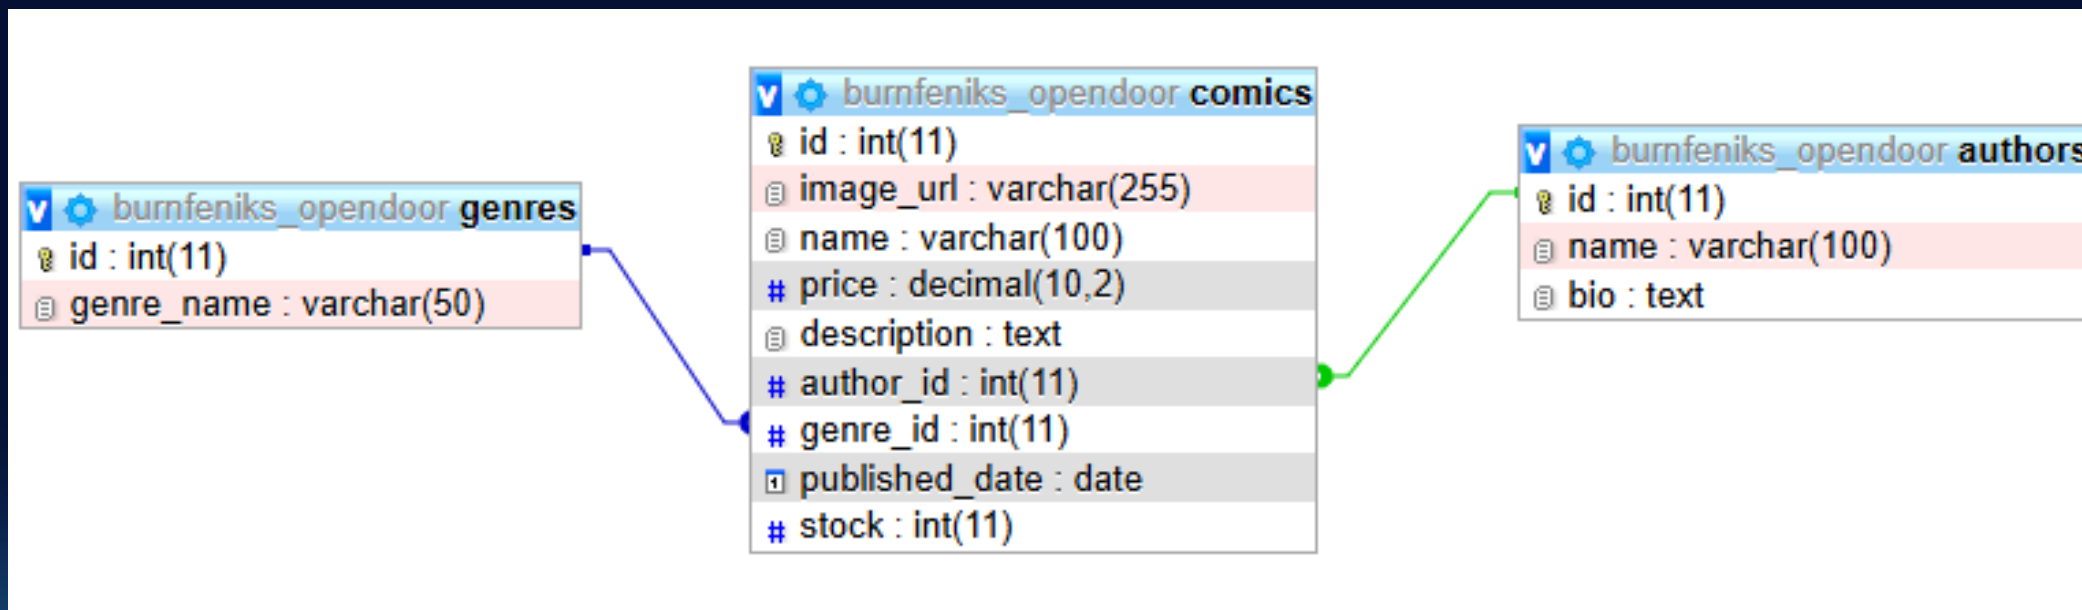 burnfeniks_opendoor genres
id : int(11)
genre_name : varchar(50)
burnfeniks_opendoor comics
id : int(11)
image_url : varchar(255)
name : varchar(100)
price : decimal(10,2)
description : text
author_id : int(11)
genre_id : int(11)
published_date : date
stock : int(11)
burnfeniks_opendoor authors
id : int(11)
name : varchar(100)
bio : text